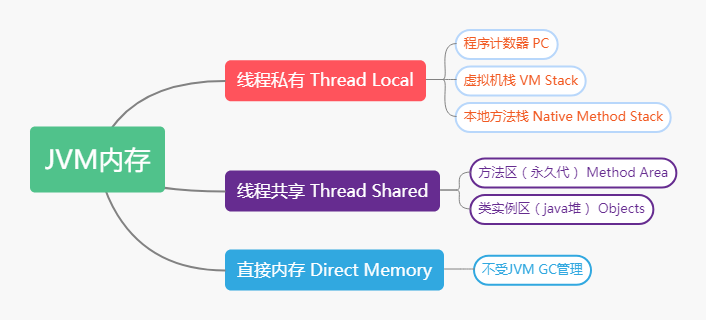 JVM内存
线程私有 Thread Local
程序计数器 PC
虚拟机栈 VM Stack
本地方法栈 Native Method Stack
线程共享 Thread Shared
方法区（永久代） Method Area
类实例区（java堆） Objects
直接内存 Direct Memory
不受JVM GC管理